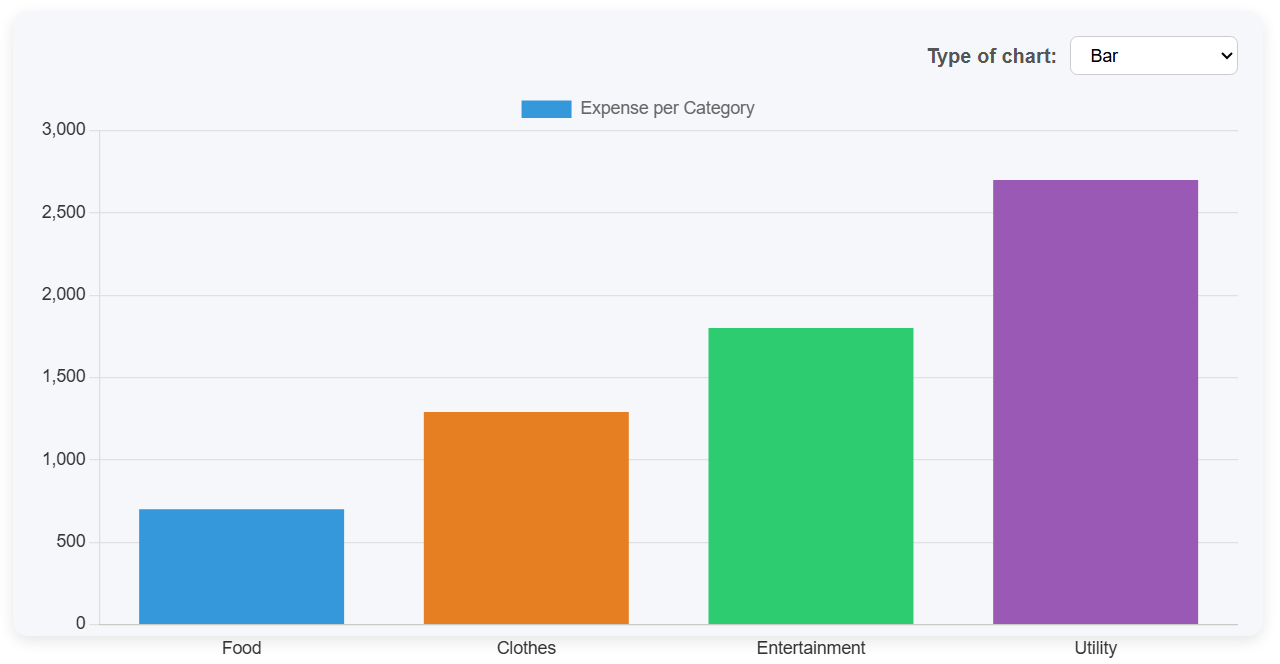 Type of chart: Bar
Expense per Category
3,000
2,500
2,000
1,500
1,000
500
0
Food Clothes Entertainment Utility